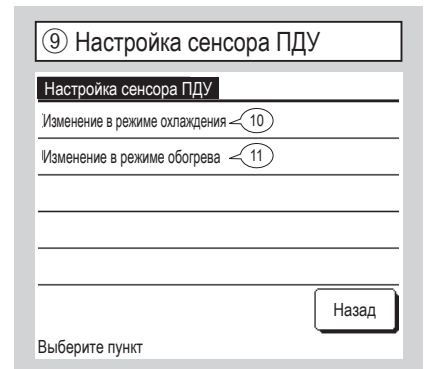 ⑨ Настройка сенсора ПДУ
Настройка сенсора ПДУ
Изменение в режиме охлаждения 10
Изменение в режиме обогрева 11
Назад
Выберите пункт